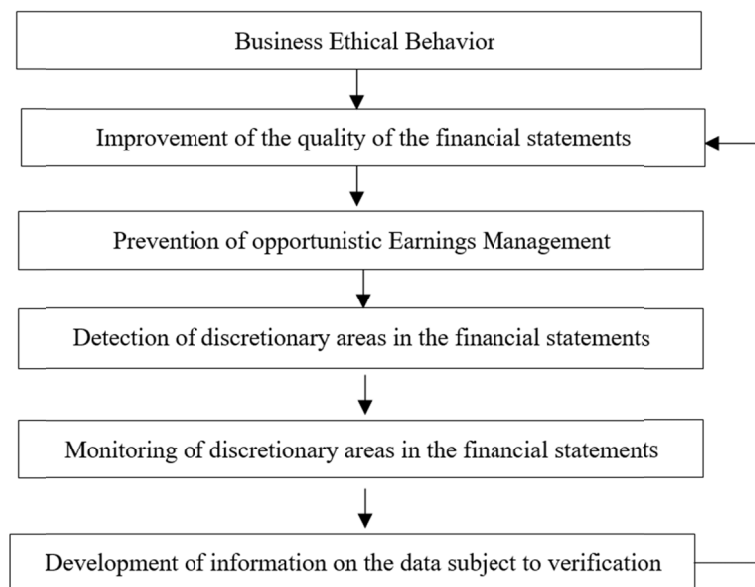 Business Ethical Behavior
Improvement of the quality of the financial statements
Prevention of opportunistic Earnings Management
Detection of discretionary areas in the financial statements
Monitoring of discretionary areas in the financial statements
Development of information on the data subject to verification